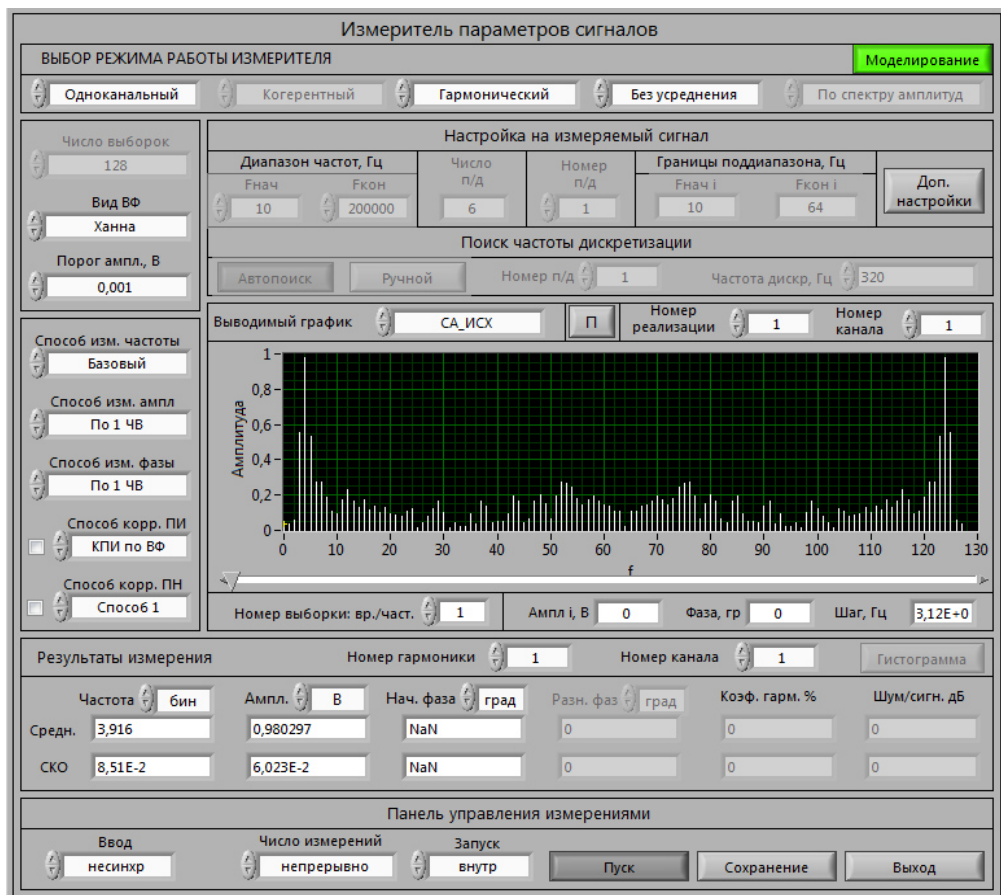 Измеритель параметров сигналов
ВЫБОР РЕЖИМА РАБОТЫ ИЗМЕРИТЕЛЯ
Моделирование
Одноканальный Когерентный Гармонический Без усреднения По спектру амплитуд
Число выборок
128
Вид ВФ
Ханна
Порог ампл., В
0,001
Настройка на измеряемый сигнал
Диапазон частот, Гц
Fнач Fкон
10 200000
Число п/д
6
Номер п/д
1
Границы поддиапазона, Гц
Fнач i Fкон i
10 64
Доп. настройки
Поиск частоты дискретизации
Автопоиск Ручной Номер п/д 1 Частота дискр, Гц 320
Способ изм. частоты
Базовый
Способ изм. ампл
По 1 ЧВ
Способ изм. фазы
По 1 ЧВ
Способ корр. ПИ
КПИ по ВФ
Способ корр. ПН
Способ 1
Выводимый график СА_ИСХ П Номер реализации 1 Номер канала 1
Амплитуда
1
0,8
0,6
0,4
0,2
0
0 10 20 30 40 50 60 70 80 90 100 110 120 130
f
Номер выборки: вр./част. 1 Ампл i, В 0 Фаза, гр 0 Шаг, Гц 3,12E+0
Результаты измерения Номер гармоники 1 Номер канала 1 Гистограмма
Частота бин Ампл. В Нач. фаза град Разн. фаз град Коэф. гарм. % Шум/сигн. дБ
Средн. 3,916 0,980297 NaN 0 0 0
СКО 8,51E-2 6,023E-2 NaN 0 0 0
Панель управления измерениями
Ввод Число измерений Запуск
несинхр непрерывно внутр Пуск Сохранение Выход